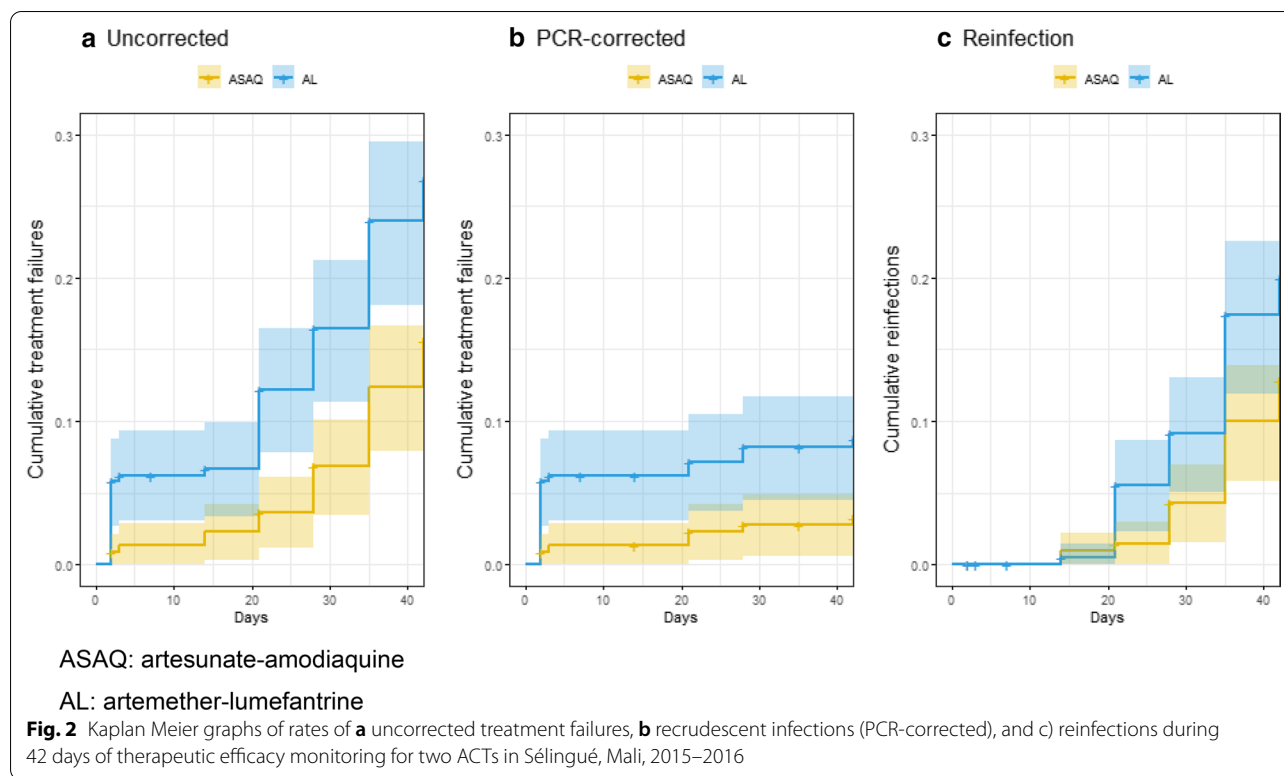 a Uncorrected
ASAQ AL
Cumulative treatment failures
0.3
0.2
0.1
0.0
0 10 20 30 40
Days
b PCR-corrected
ASAQ AL
Cumulative treatment failures
0.3
0.2
0.1
0.0
0 10 20 30 40
Days
c Reinfection
ASAQ AL
Cumulative reinfections
0.3
0.2
0.1
0.0
0 10 20 30 40
Days
ASAQ: artesunate-amodiaquine
AL: artemether-lumefantrine
Fig. 2 Kaplan Meier graphs of rates of a uncorrected treatment failures, b recrudescent infections (PCR-corrected), and c) reinfections during
42 days of therapeutic efficacy monitoring for two ACTs in Sélingué, Mali, 2015–2016